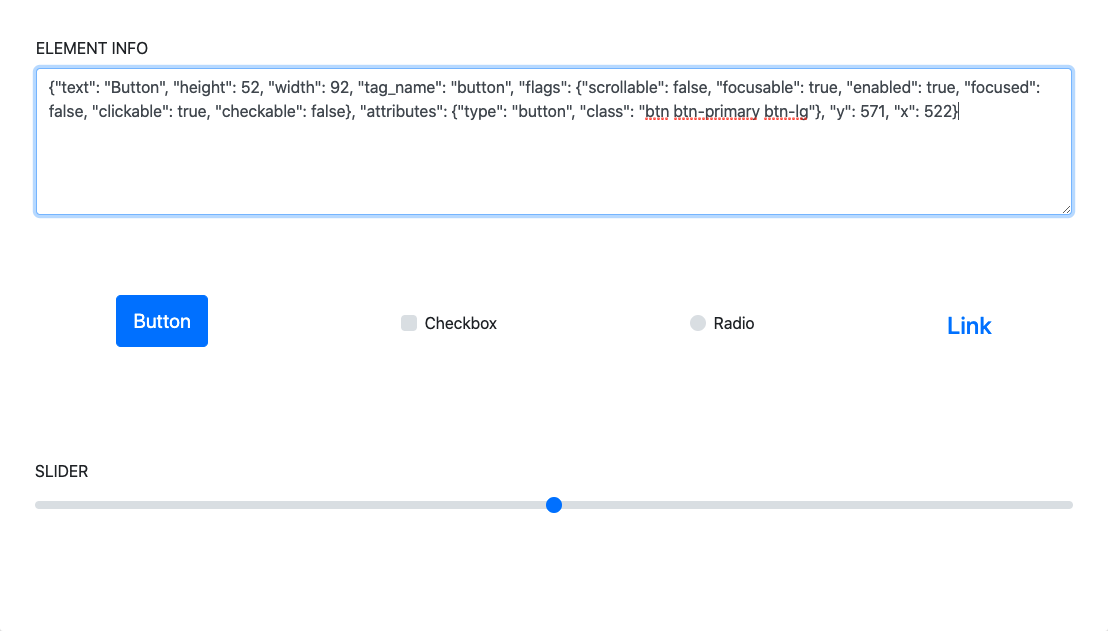 ELEMENT INFO
{"text": "Button", "height": 52, "width": 92, "tag_name": "button", "flags": {"scrollable": false, "focusable": true, "enabled": true, "focused":
false, "clickable": true, "checkable": false}, "attributes": {"type": "button", "class": "btn btn-primary btn-lg"}, "y": 571, "x": 522}
Button
Checkbox
Radio
Link
SLIDER